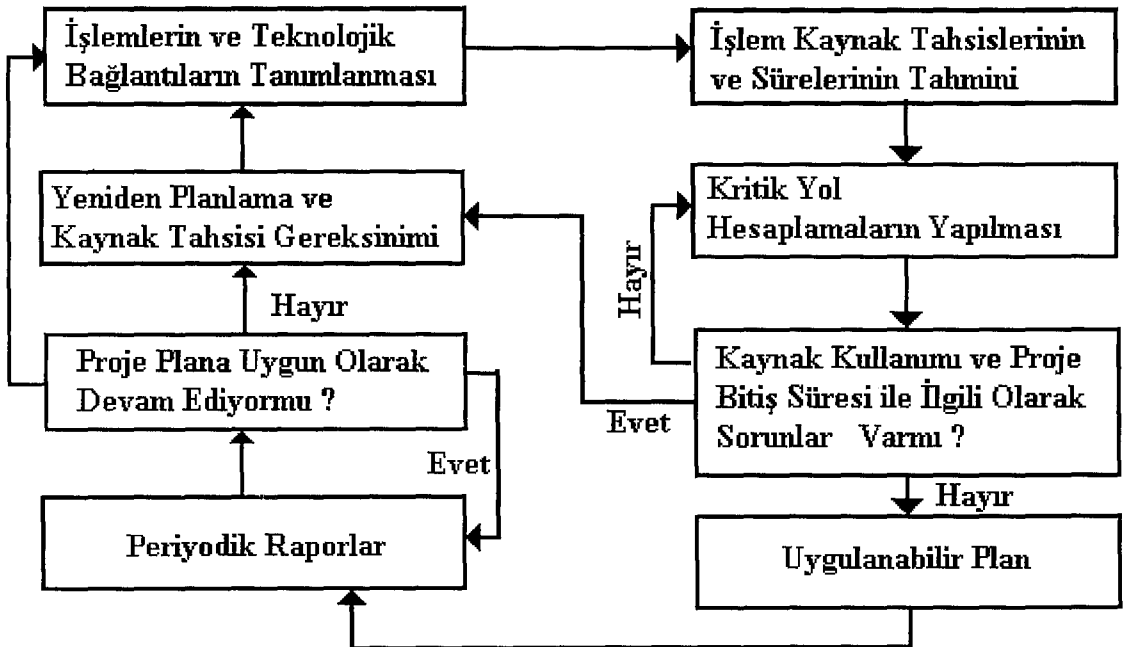 İşlemlerin ve Teknolojik
Bağlantıların Tanımlanması
İşlem Kaynak Tahsislerinin
ve Sürelerinin Tahmini
Yeniden Planlama ve
Kaynak Tahsisi Gereksinimi
Kritik Yol
Hesaplamaların Yapılması
Hayır
Hayır
Proje Plana Uygun Olarak
Devam Ediyormu ?
Kaynak Kullanımı ve Proje
Bitiş Süresi ile İlgili Olarak
Sorunlar Varmı ?
Evet
Evet
Hayır
Periyodik Raporlar
Uygulanabilir Plan